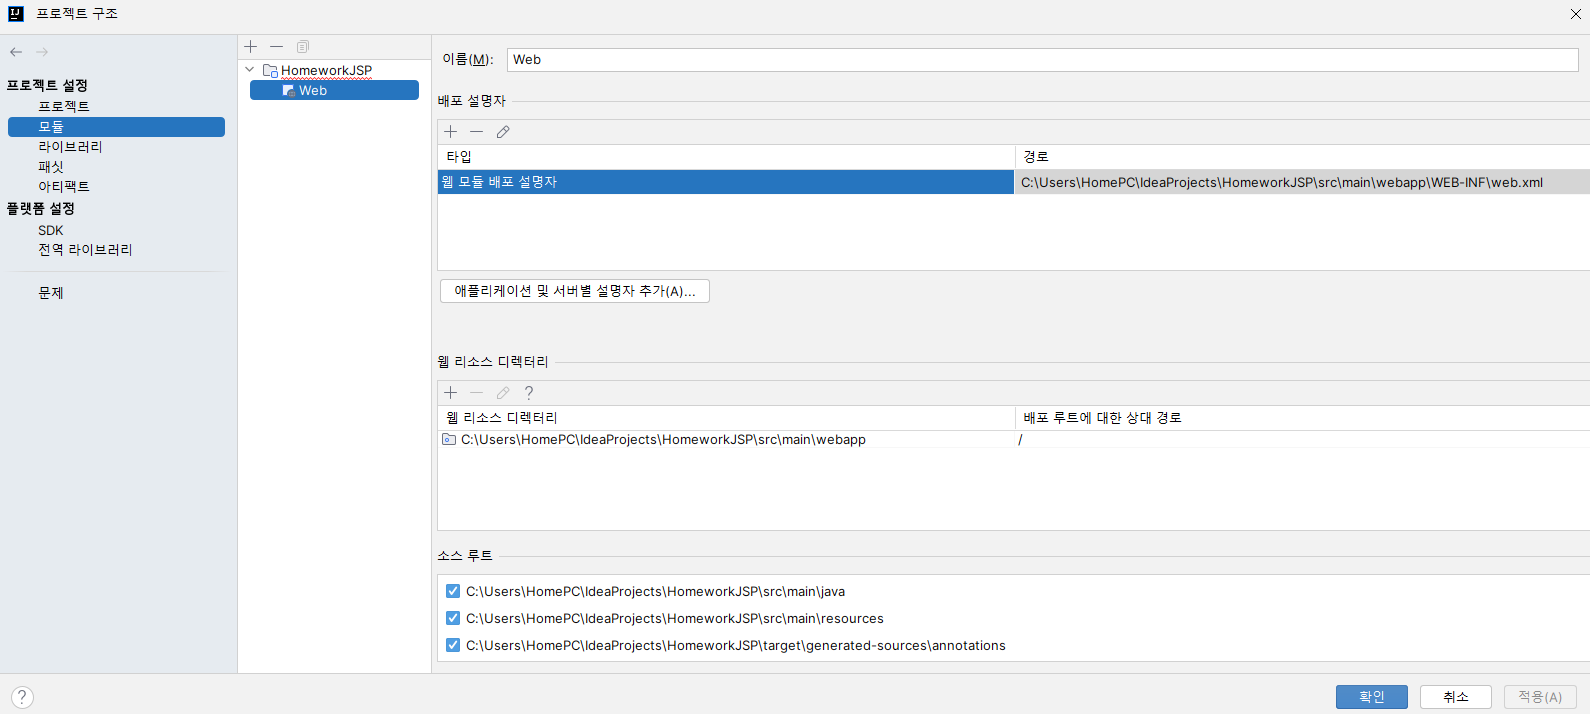 프로젝트 구조
프로젝트 설정
프로젝트
모듈
라이브러리
패싯
아티팩트
플랫폼 설정
SDK
전역 라이브러리
문제
HomeworkJSP
Web
이름(M): Web
배포 설명자
타입 경로
웹 모듈 배포 설명자 C:\Users\HomePC\IdeaProjects\HomeworkJSP\src\main\webapp\WEB-INF\web.xml
애플리케이션 및 서버별 설명자 추가(A)...
웹 리소스 디렉터리
웹 리소스 디렉터리 배포 루트에 대한 상대 경로
C:\Users\HomePC\IdeaProjects\HomeworkJSP\src\main\webapp /
소스 루트
C:\Users\HomePC\IdeaProjects\HomeworkJSP\src\main\java
C:\Users\HomePC\IdeaProjects\HomeworkJSP\src\main\resources
C:\Users\HomePC\IdeaProjects\HomeworkJSP\target\generated-sources\annotations
? 확인 취소 적용(A)